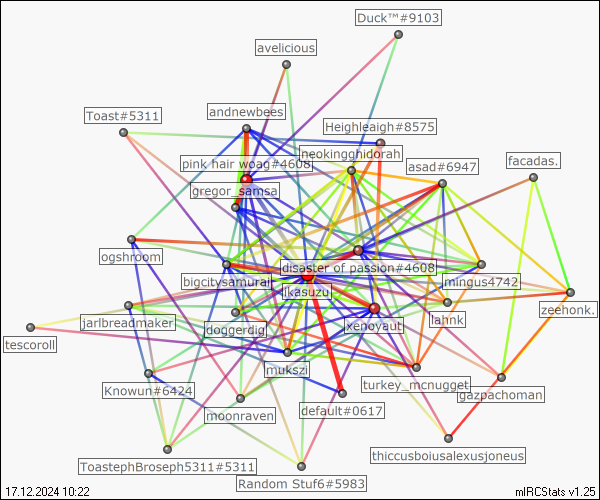 Duck™#9103
avelicious
andnewbees
Toast#5311
Heighleaigh#8575
neokingghidorah
pink hair woag#4608
asad#6947
facadas.
gregor_samsa
ogshroom
disaster of passion#4608
bigcitysamurai
mingus4742
ikasuzu
zeehonk.
jarlbreadmaker
doggerdig
xenoyaut
lahnk
tescoroll
mukszi
turkey_mcnugget
Knowun#6424
gazpachoman
moonraven
default#0617
thiccusboiusalexusjoneus
ToastephBroseph5311#5311
Random Stuf6#5983
17.12.2024 10:22
mIRCStats v1.25